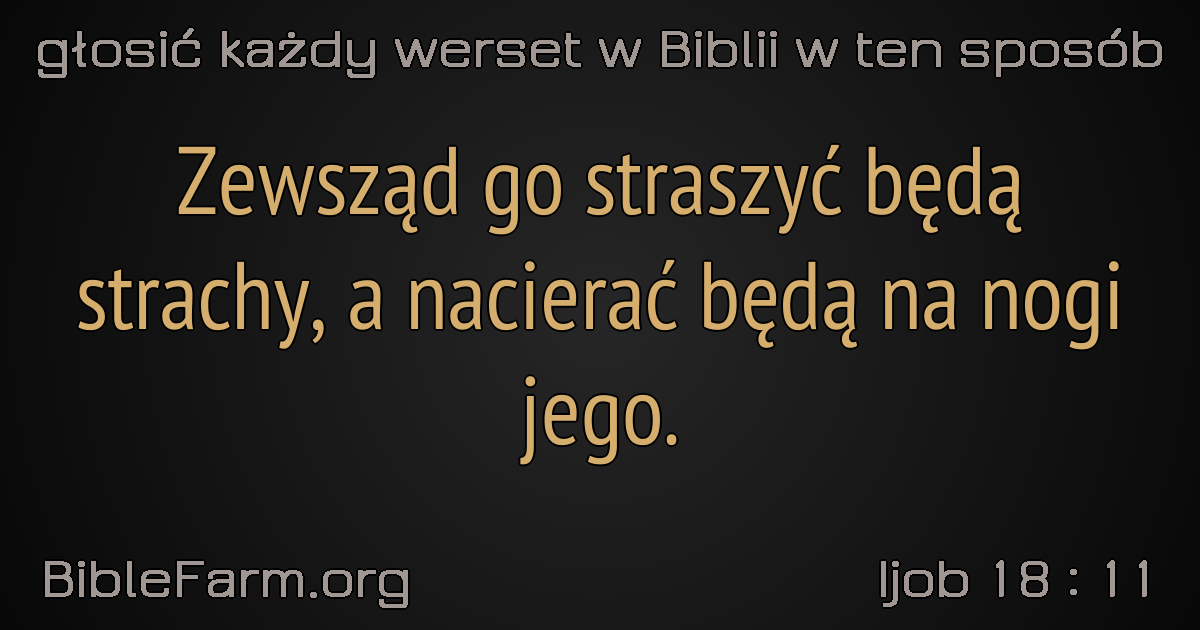 głosić każdy werset w Biblii w ten sposób
Zewsząd go straszyć będą
strachy, a nacierać będą na nogi
jego.
BibleFarm.org
Ijob 18 : 11